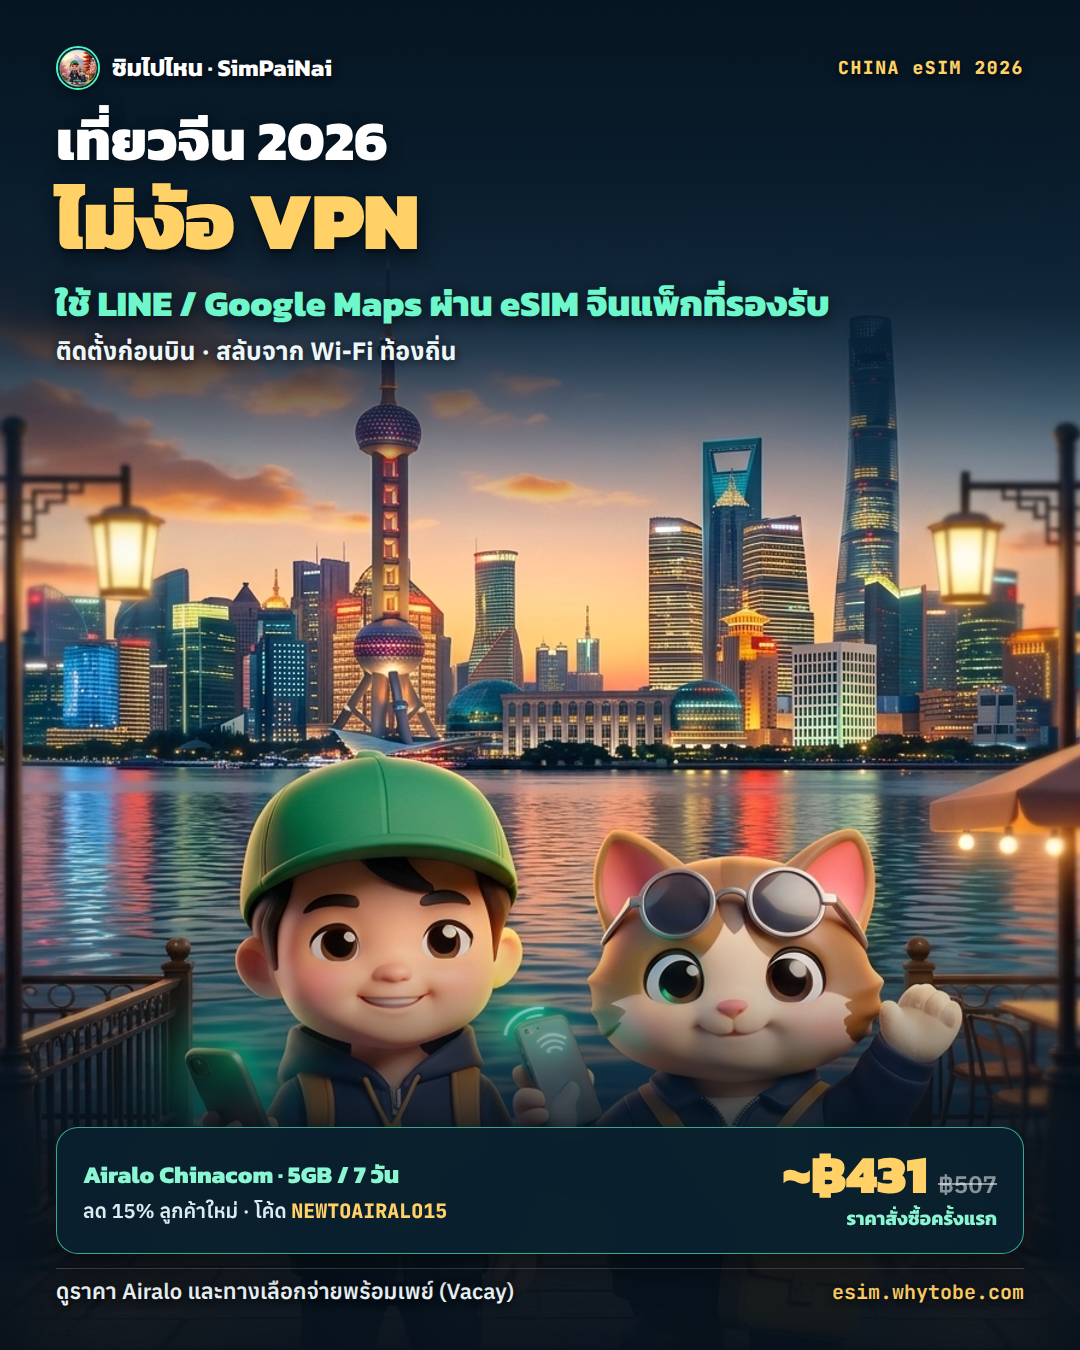 ซิมไปไหน · SimPaiNai
CHINA eSIM 2026
เที่ยวจีน 2026
ไม่ง้อ VPN
ใช้ LINE / Google Maps ผ่าน eSIM จีนแพ็กที่รองรับ
ติดตั้งก่อนบิน · สลับจาก Wi-Fi ท้องถิ่น
Airalo Chinacom · 5GB / 7 วัน
~฿431 ฿507
ลด 15% ลูกค้าใหม่ · โค้ด NEWTOAIRALO15
ราคาสั่งซื้อครั้งแรก
ดูราคา Airalo และทางเลือกจ่ายพร้อมเพย์ (Vacay)
esim.whytobe.com